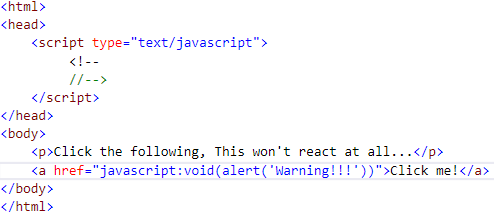 <html>
<head>
<script type="text/javascript">
<!--
//-->
</script>
</head>
<body>
<p>Click the following, This won't react at all...</p>
<a href="javascript:void(alert('Warning!!!'))">Click me!</a>
</body>
</html>